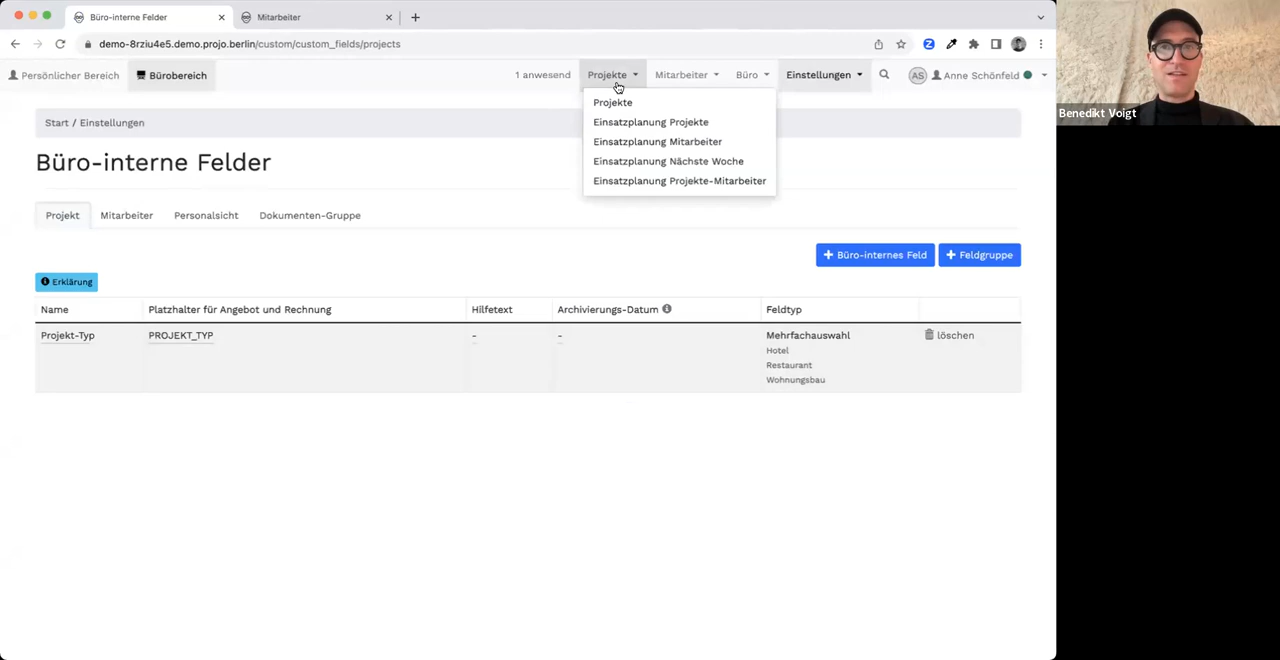 Büro-interne Felder
Mitarbeiter
demo-8rziu4e5.demo.projo.berlin/custom/custom_fields/projects
Persönlicher Bereich
Bürobereich
1 anwesend
Projekte
Mitarbeiter
Büro
Einstellungen
AS
Anne Schönfeld
Projekte
Einsatzplanung Projekte
Einsatzplanung Mitarbeiter
Einsatzplanung Nächste Woche
Einsatzplanung Projekte-Mitarbeiter
Benedikt Voigt
Start / Einstellungen
Büro-interne Felder
Projekt
Mitarbeiter
Personalsicht
Dokumenten-Gruppe
+ Büro-internes Feld
+ Feldgruppe
Erklärung
Name
Platzhalter für Angebot und Rechnung
Hilfetext
Archivierungs-Datum
Feldtyp
Projekt-Typ
PROJEKT_TYP
-
-
Mehrfachauswahl
Hotel
Restaurant
Wohnungsbau
löschen